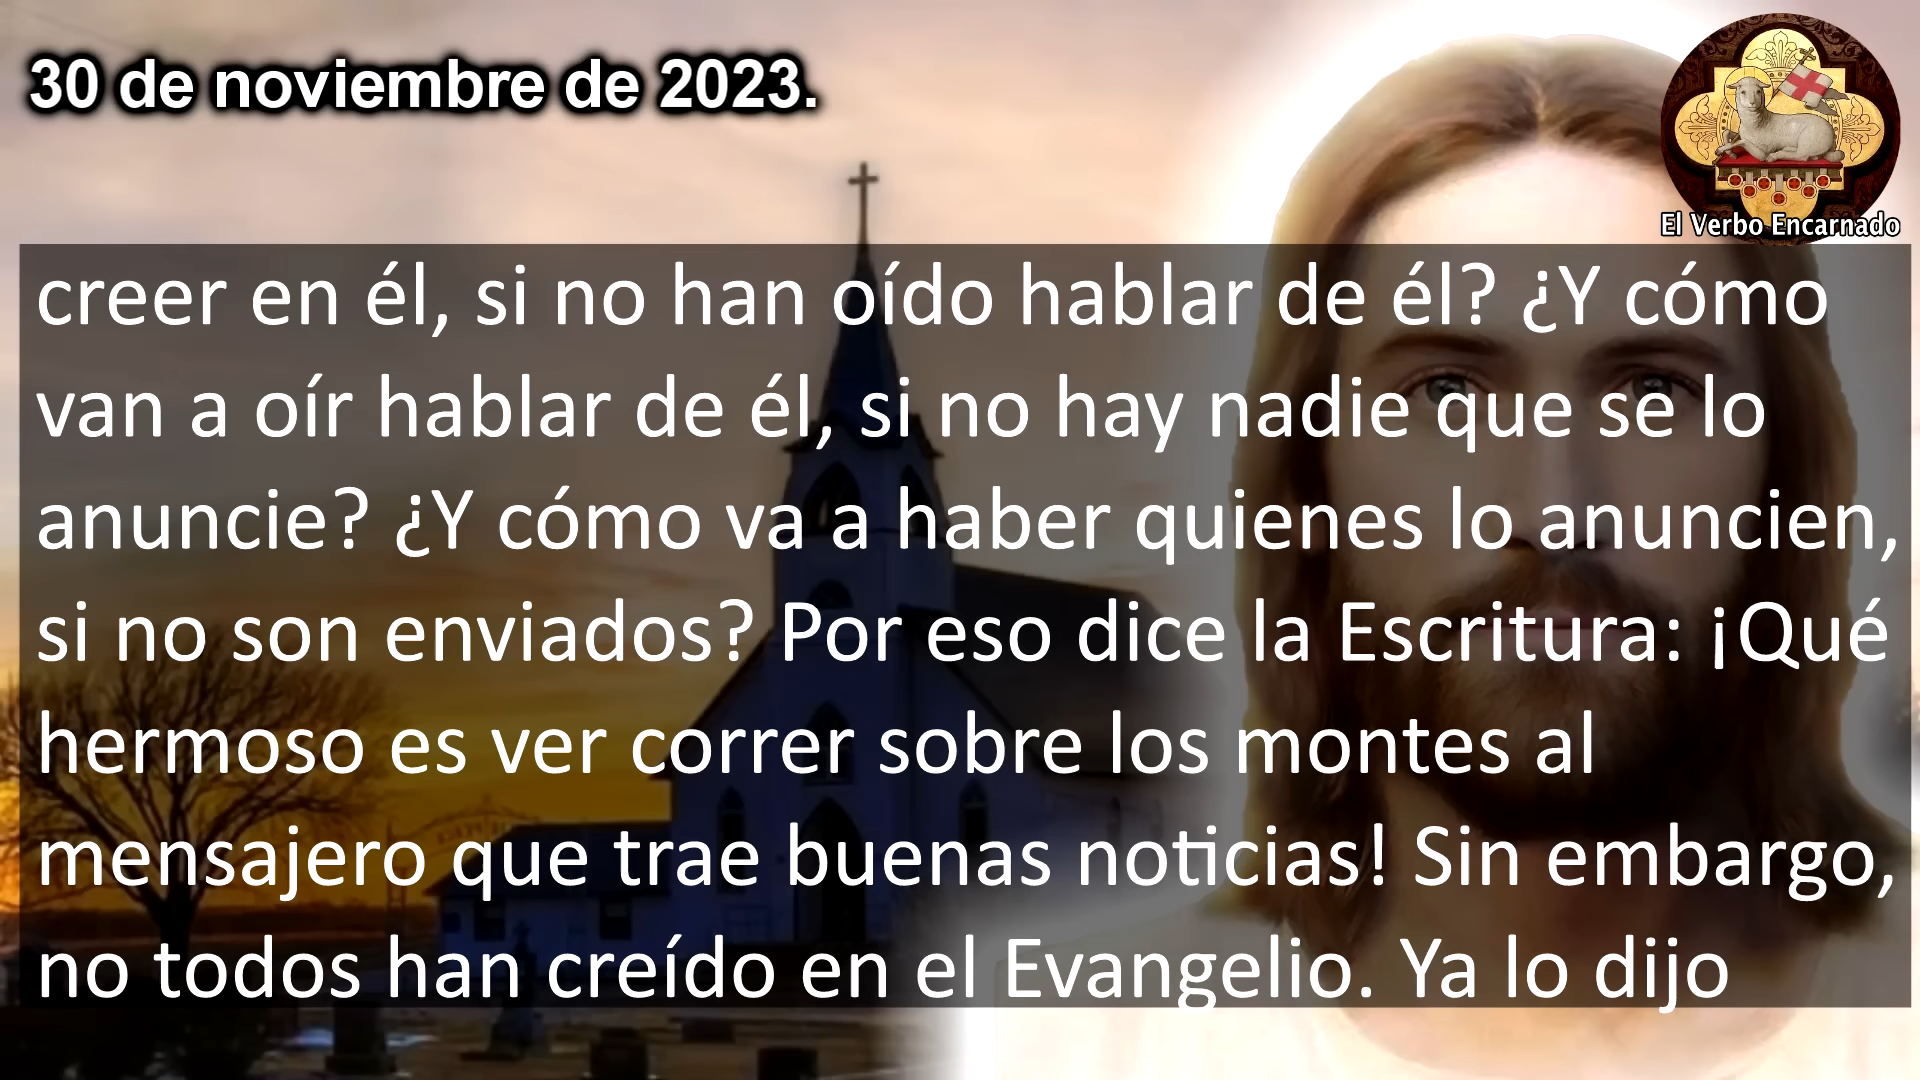 30 de noviembre de 2023.
El Verbo Encarnado
creer en él, si no han oído hablar de él? ¿Y cómo
van a oír hablar de él, si no hay nadie que se lo
anuncie? ¿Y cómo va a haber quienes lo anuncien,
si no son enviados? Por eso dice la Escritura: ¡Qué
hermoso es ver correr sobre los montes al
mensajero que trae buenas noticias! Sin embargo,
no todos han creído en el Evangelio. Ya lo dijo